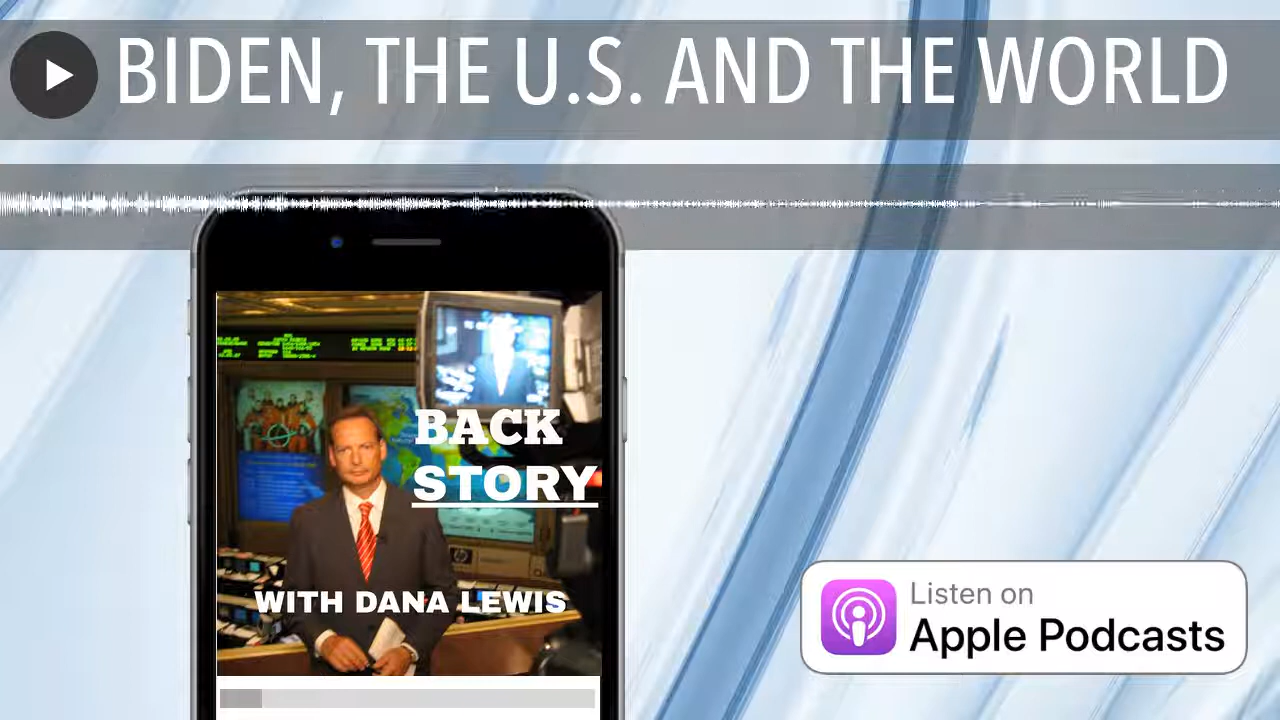 BIDEN, THE U.S. AND THE WORLD
BACK
STORY
WITH DANA LEWIS
Listen on
Apple Podcasts